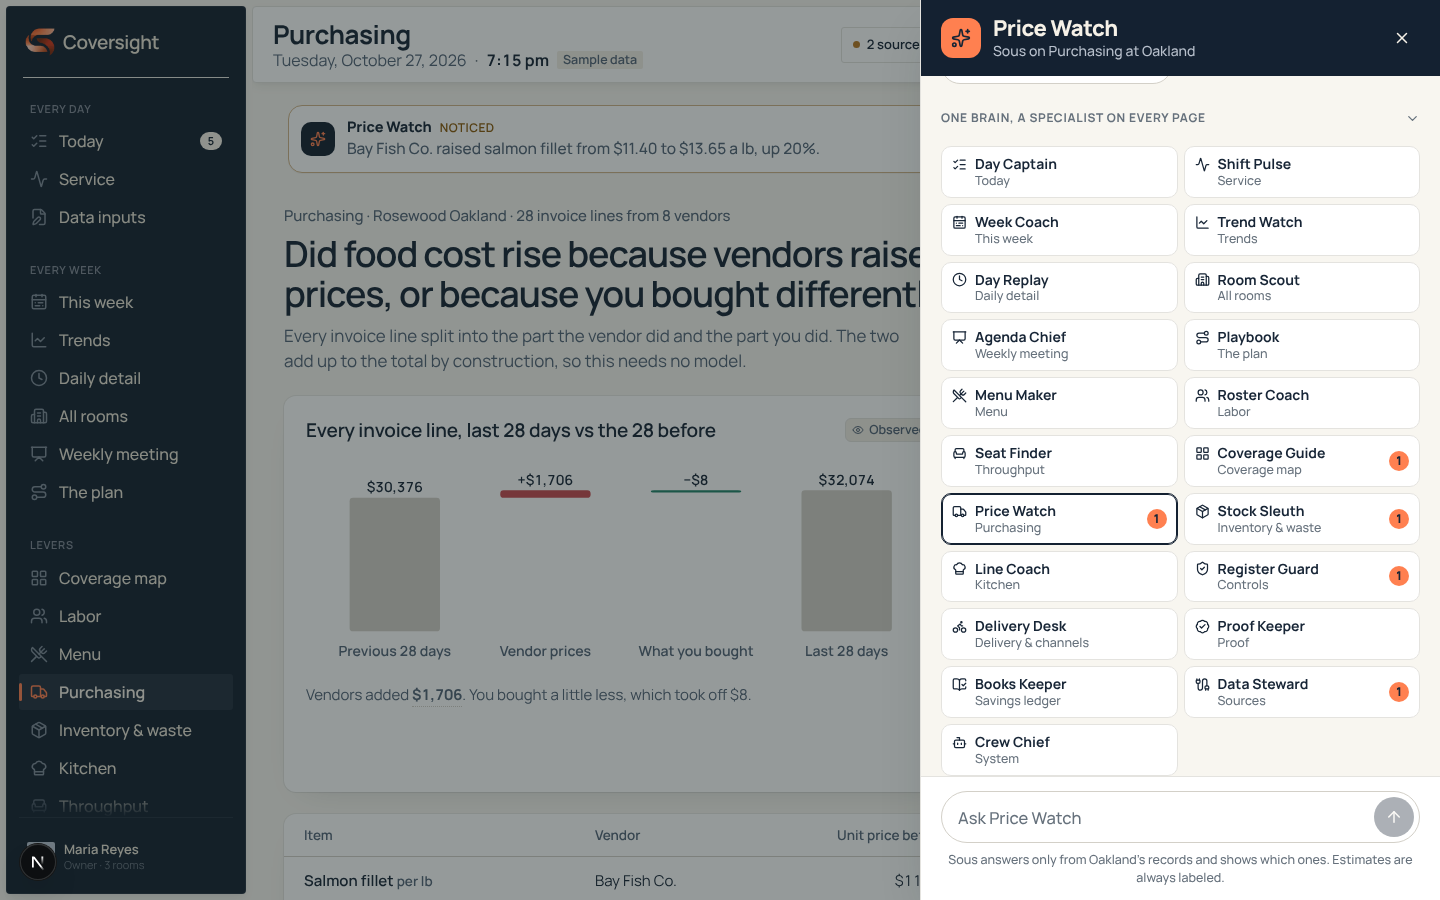 Coversight
EVERY DAY
Today
5
Service
Data inputs
EVERY WEEK
This week
Trends
Daily detail
All rooms
Weekly meeting
The plan
LEVERS
Coverage map
Labor
Menu
Purchasing
Inventory & waste
Kitchen
Throughput
N
Maria Reyes
Owner · 3 rooms
Purchasing
Tuesday, October 27, 2026 · 7:15 pm Sample data
2 source
Price Watch NOTICED
Bay Fish Co. raised salmon fillet from $11.40 to $13.65 a lb, up 20%.
Purchasing · Rosewood Oakland · 28 invoice lines from 8 vendors
Did food cost rise because vendors raise
prices, or because you bought different
Every invoice line split into the part the vendor did and the part you did. The two
add up to the total by construction, so this needs no model.
Every invoice line, last 28 days vs the 28 before
Observe
$30,376
+$1,706
−$8
$32,074
Previous 28 days
Vendor prices
What you bought
Last 28 days
Vendors added $1,706. You bought a little less, which took off $8.
Item
Vendor
Unit price be
Salmon fillet per lb
Bay Fish Co.
$11
Price Watch
Sous on Purchasing at Oakland
ONE BRAIN, A SPECIALIST ON EVERY PAGE
Day Captain
Today
Shift Pulse
Service
Week Coach
This week
Trend Watch
Trends
Day Replay
Daily detail
Room Scout
All rooms
Agenda Chief
Weekly meeting
Playbook
The plan
Menu Maker
Menu
Roster Coach
Labor
Seat Finder
Throughput
Coverage Guide
Coverage map
1
Price Watch
Purchasing
1
Stock Sleuth
Inventory & waste
1
Line Coach
Kitchen
Register Guard
Controls
1
Delivery Desk
Delivery & channels
Proof Keeper
Proof
Books Keeper
Savings ledger
Data Steward
Sources
1
Crew Chief
System
Ask Price Watch
Sous answers only from Oakland's records and shows which ones. Estimates are
always labeled.